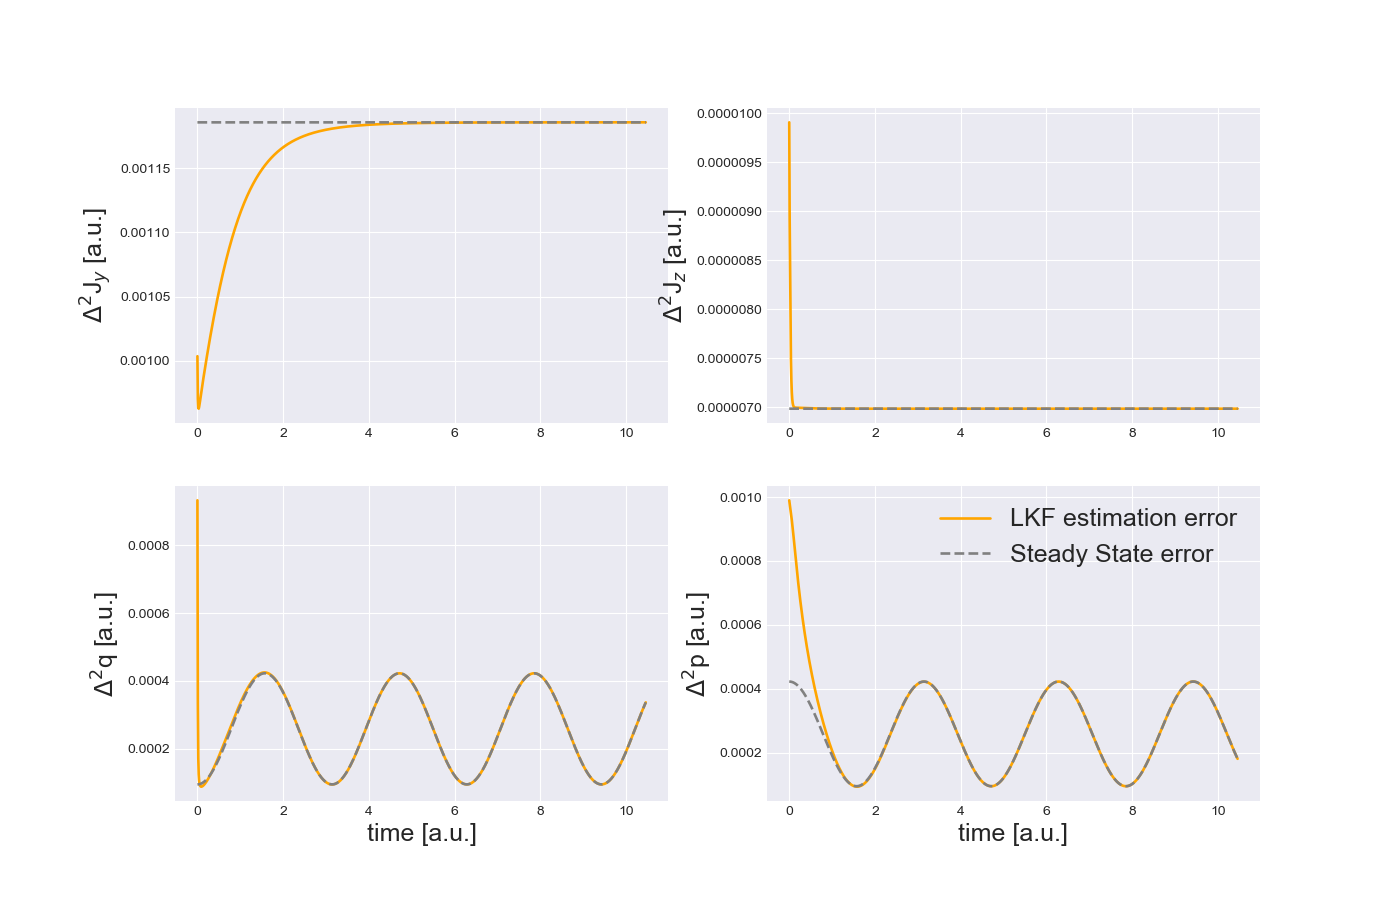 0.00115
0.00110
0.00105
0.00100
Δ²J_y [a.u.]
0 2 4 6 8 10
0.0000100
0.0000095
0.0000090
0.0000085
0.0000080
0.0000075
0.0000070
Δ²J_z [a.u.]
0 2 4 6 8 10
0.0008
0.0006
0.0004
0.0002
Δ²q [a.u.]
0 2 4 6 8 10
time [a.u.]
0.0010
0.0008
0.0006
0.0004
0.0002
Δ²p [a.u.]
LKF estimation error
Steady State error
0 2 4 6 8 10
time [a.u.]